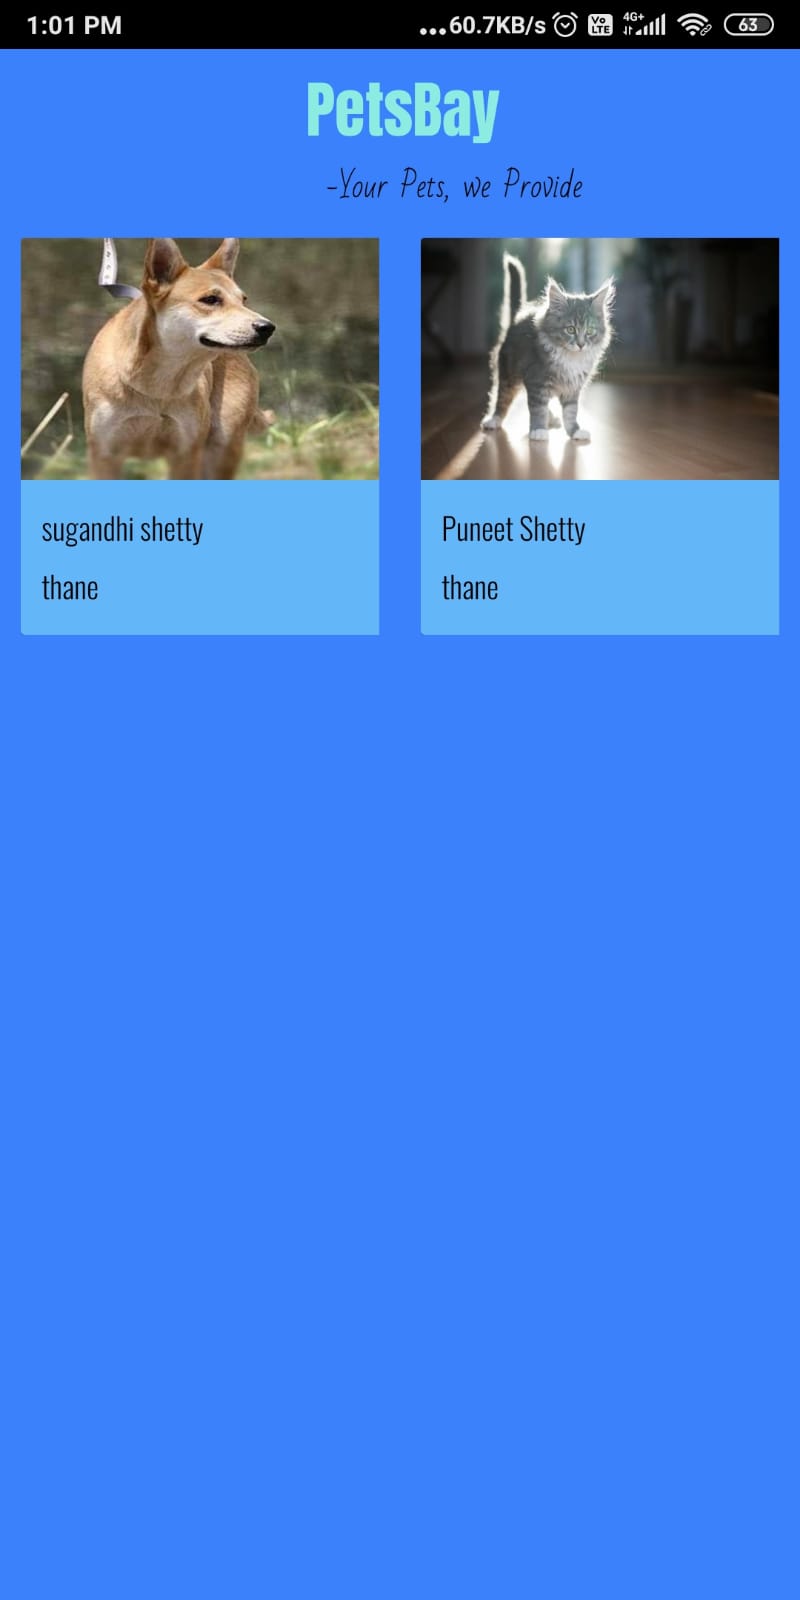 1:01 PM
...60.7KB/s Vo LTE 4G+ 63
PetsBay
-Your Pets, we Provide
sugandhi shetty
thane
Puneet Shetty
thane